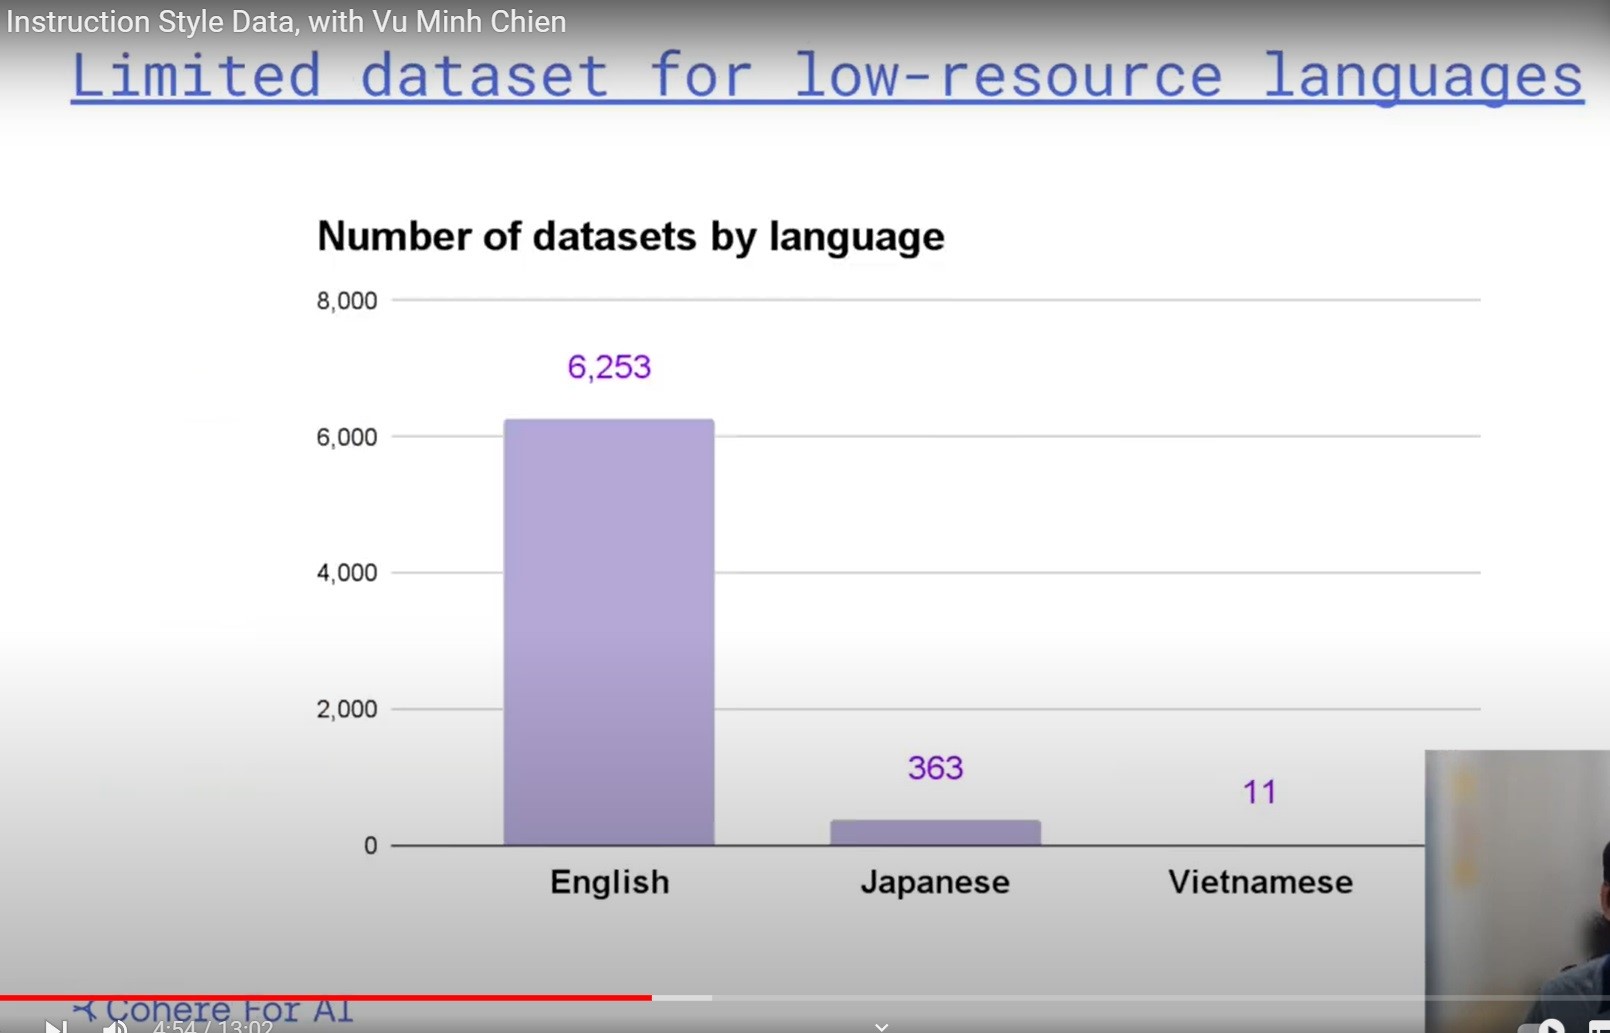 Instruction Style Data, with Vu Minh Chien
Limited dataset for low-resource languages
Number of datasets by language
8,000
6,253
6,000
4,000
2,000
363
11
0
English Japanese Vietnamese
Cohere For AI
4:54 / 13:02